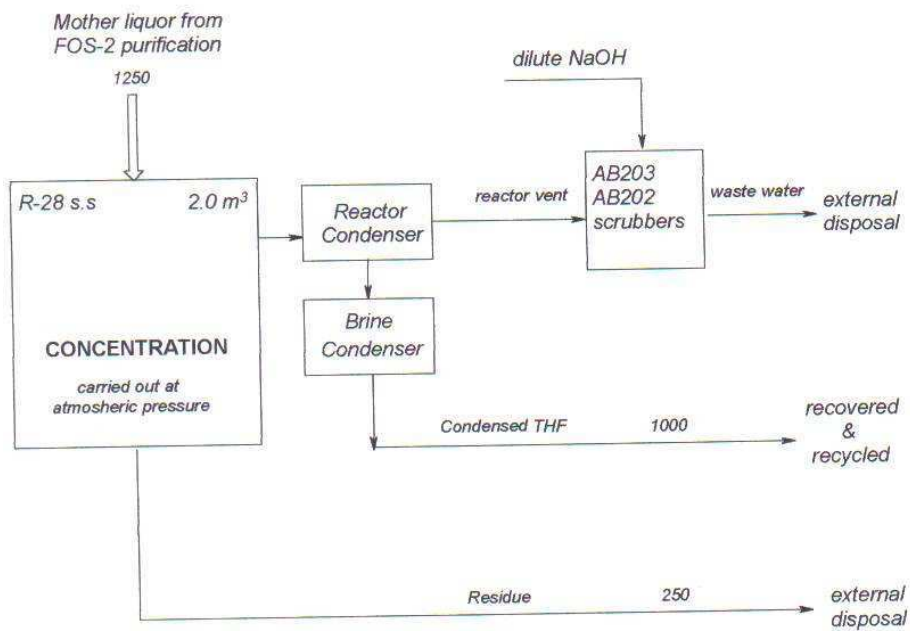 Mother liquor from
FOS-2 purification
1250
dilute NaOH
R-28 s.s 2.0 m³
Reactor
Condenser
reactor vent
AB203
AB202
scrubbers
waste water
external
disposal
Brine
Condenser
CONCENTRATION
carried out at
atmosheric pressure
Condensed THF 1000
recovered
&
recycled
Residue 250
external
disposal